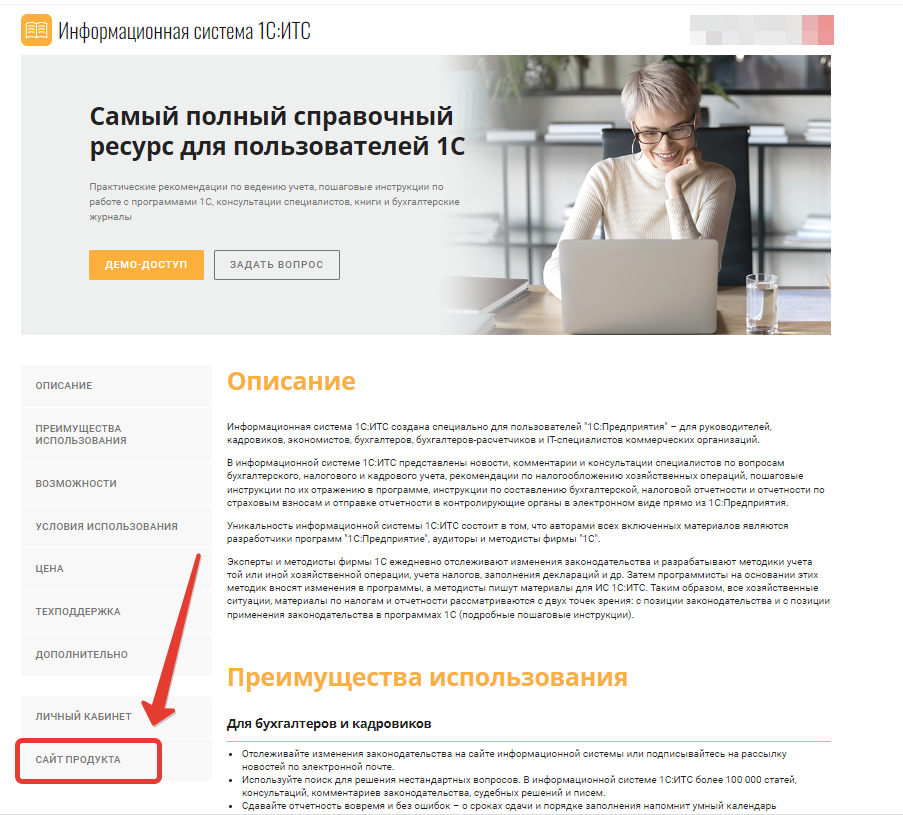 Информационная система 1С:ИТС
Самый полный справочный
ресурс для пользователей 1С
Практические рекомендации по ведению учета, пошаговые инструкции по
работе с программами 1С, консультации специалистов, книги и бухгалтерские
журналы
ДЕМО-ДОСТУП
ЗАДАТЬ ВОПРОС
ОПИСАНИЕ
ПРЕИМУЩЕСТВА
ИСПОЛЬЗОВАНИЯ
ВОЗМОЖНОСТИ
УСЛОВИЯ ИСПОЛЬЗОВАНИЯ
ЦЕНА
ТЕХПОДДЕРЖКА
ДОПОЛНИТЕЛЬНО
ЛИЧНЫЙ КАБИНЕТ
САЙТ ПРОДУКТА
Описание
Информационная система 1С:ИТС создана специально для пользователей "1С:Предприятия" – для руководителей,
кадровиков, экономистов, бухгалтеров, бухгалтеров-расчетчиков и IT-специалистов коммерческих организаций.
В информационной системе 1С:ИТС представлены новости, комментарии и консультации специалистов по вопросам
бухгалтерского, налогового и кадрового учета, рекомендации по налогообложению хозяйственных операций, пошаговые
инструкции по их отражению в программе, инструкции по составлению бухгалтерской, налоговой отчетности и отчетности по
страховым взносам и отправке отчетности в контролирующие органы в электронном виде прямо из 1С:Предприятия.
Уникальность информационной системы 1С:ИТС состоит в том, что авторами всех включенных материалов являются
разработчики программ "1С:Предприятие", аудиторы и методисты фирмы "1С".
Эксперты и методисты фирмы 1С ежедневно отслеживают изменения законодательства и разрабатывают методики учета
той или иной хозяйственной операции, учета налогов, заполнения деклараций и др. Затем программисты на основании этих
методик вносят изменения в программы, а методисты пишут материалы для ИС 1С:ИТС. Таким образом, все хозяйственные
ситуации, материалы по налогам и отчетности рассматриваются с двух точек зрения: с позиции законодательства и с позиции
применения законодательства в программах 1С (подробные пошаговые инструкции).
Преимущества использования
Для бухгалтеров и кадровиков
• Отслеживайте изменения законодательства на сайте информационной системы или подписывайтесь на рассылку
новостей по электронной почте.
• Используйте поиск для решения нестандартных вопросов. В информационной системе 1С:ИТС более 100 000 статей,
консультаций, комментариев законодательства, судебных решений и писем.
• Сдавайте отчетность вовремя и без ошибок – о сроках сдачи и порядке заполнения напомнит умный календарь